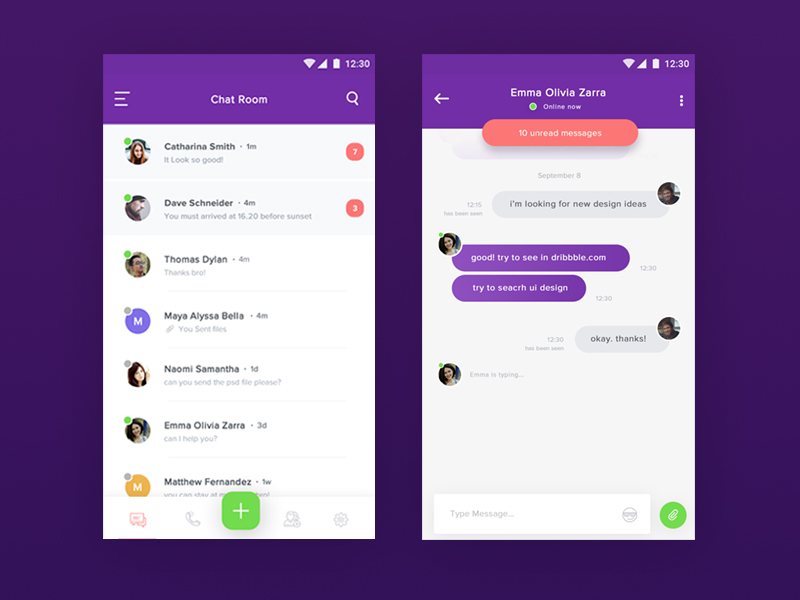 12:30
Chat Room
Catharina Smith • 1m
It Look so good!
7
Dave Schneider • 4m
You must arrived at 16.20 before sunset
3
Thomas Dylan • 4m
Thanks bro!
M
Maya Alyssa Bella • 4m
You Sent files
Naomi Samantha • 1d
can you send the psd file please?
Emma Olivia Zarra • 3d
can I help you?
M
Matthew Fernandez • 1w
you can stay at
+
12:30
Emma Olivia Zarra
Online now
10 unread messages
September 8
12:15
has been seen
i'm looking for new design ideas
good! try to see in dribbble.com
12:30
try to seacrh ui design
12:30
12:30
has been seen
okay. thanks!
Emma is typing...
Type Message...